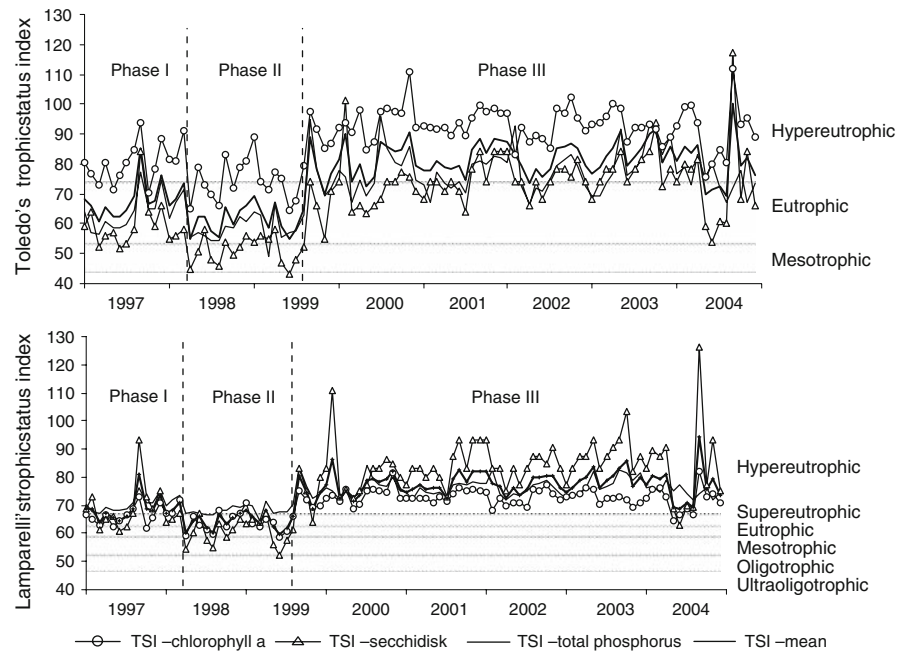 Toledo's trophicstatus index
130
120
110
100
90
80
70
60
50
40
Phase I
Phase II
Phase III
Hypereutrophic
Eutrophic
Mesotrophic
1997
1998
1999
2000
2001
2002
2003
2004
Lamparelli'strophicstatus index
130
120
110
100
90
80
70
60
50
40
Phase I
Phase II
Phase III
Hypereutrophic
Supereutrophic
Eutrophic
Mesotrophic
Oligotrophic
Ultraoligotrophic
1997
1998
1999
2000
2001
2002
2003
2004
TSI –chlorophyll a TSI –secchidisk TSI –total phosphorus TSI –mean